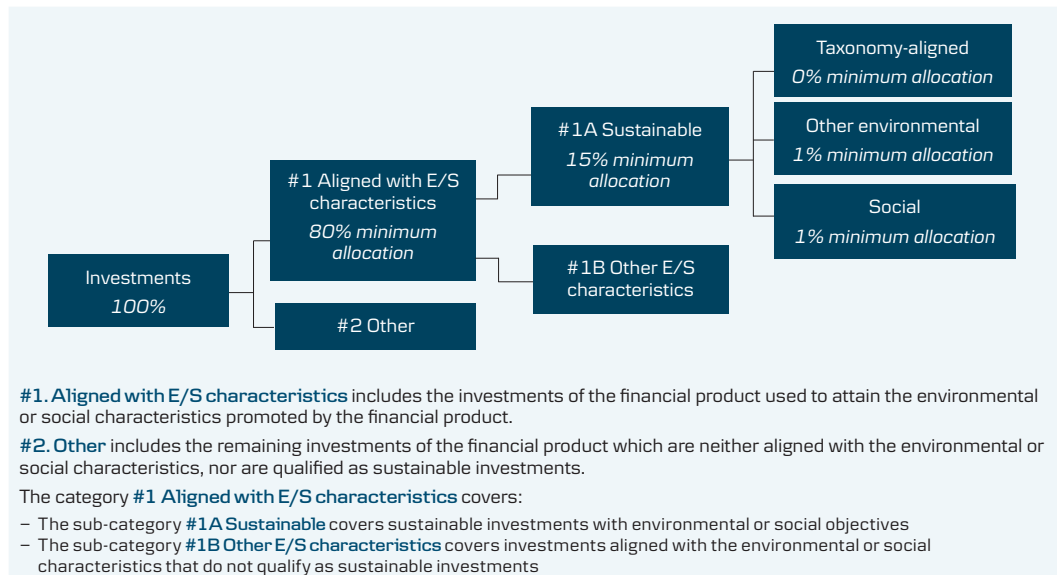 Taxonomy-aligned
0% minimum allocation
#1A Sustainable
15% minimum
allocation
Other environmental
1% minimum allocation
#1 Aligned with E/S
characteristics
80% minimum
allocation
Social
1% minimum allocation
#1B Other E/S
characteristics
Investments
100%
#2 Other
#1. Aligned with E/S characteristics includes the investments of the financial product used to attain the environmental
or social characteristics promoted by the financial product.
#2. Other includes the remaining investments of the financial product which are neither aligned with the environmental or
social characteristics, nor are qualified as sustainable investments.
The category #1 Aligned with E/S characteristics covers:
– The sub-category #1A Sustainable covers sustainable investments with environmental or social objectives
– The sub-category #1B Other E/S characteristics covers investments aligned with the environmental or social
characteristics that do not qualify as sustainable investments